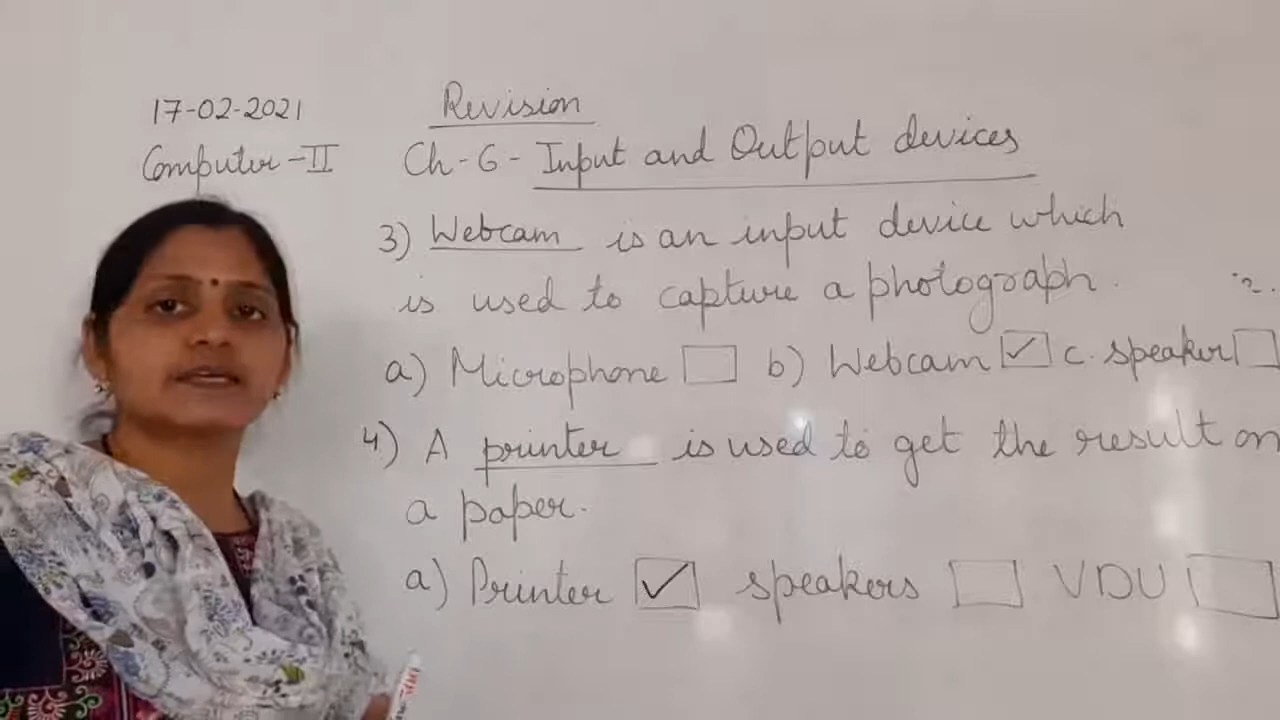 17-02-2021
Computer-II
Revision
Ch-6- Input and Output devices
3) Webcam is an input device which
is used to capture a photograph.
a) Microphone b) Webcam ✓ c. speaker
4) A printer is used to get the result on
a paper.
a) Printer ✓ speakers VDU